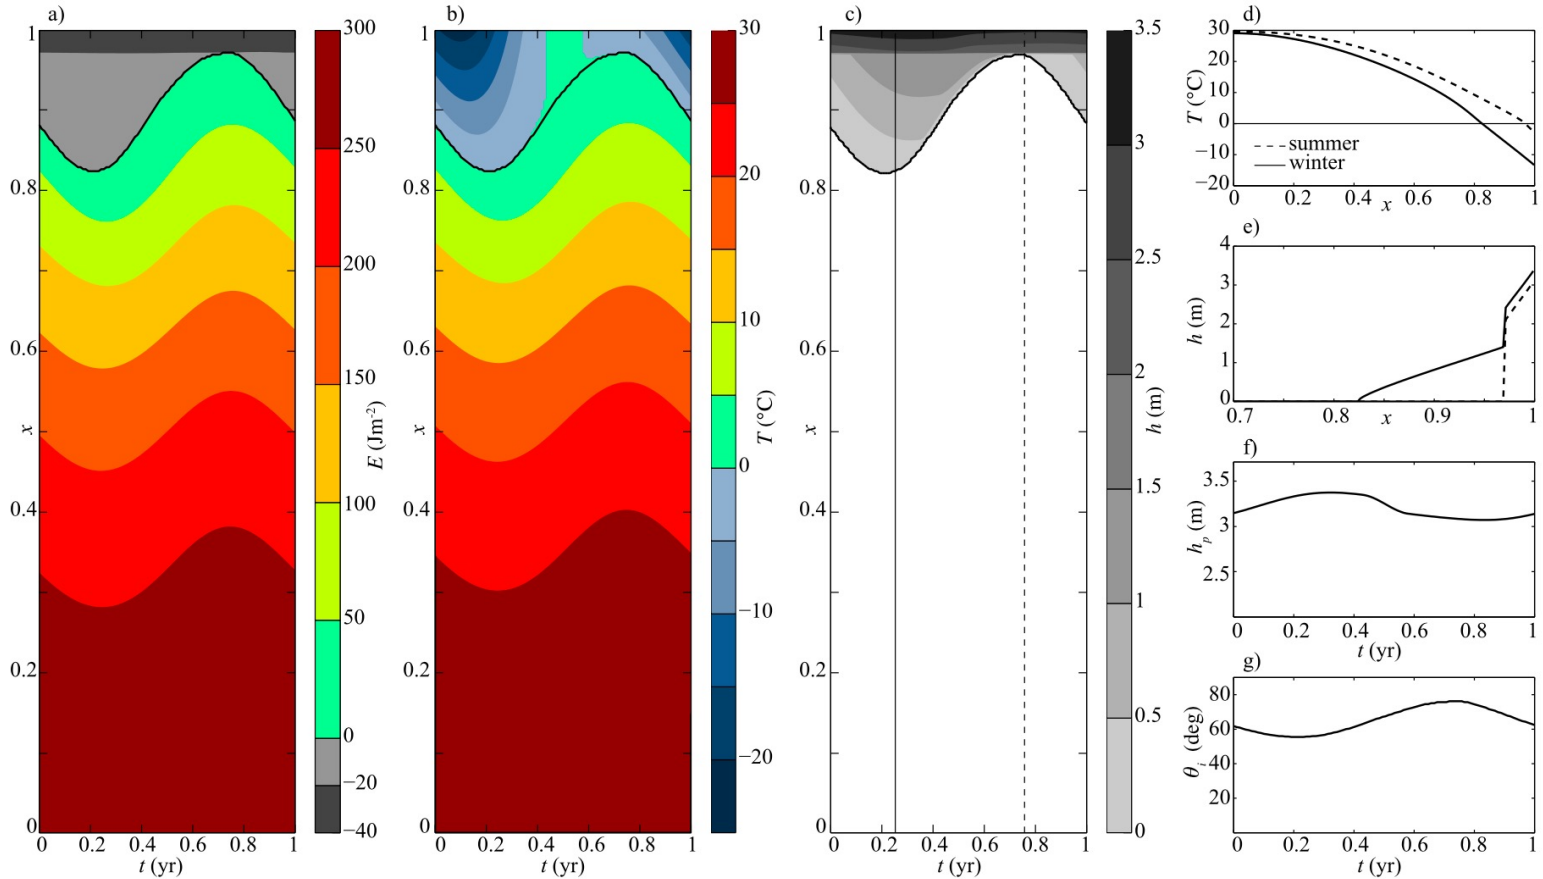 a)
1
0.8
0.6
x
0.4
0.2
0
0 0.2 0.4 0.6 0.8 1
t (yr)
300
250
200
150
100
50
0
−20
−40
E (Jm-2)
b)
1
0.8
0.6
x
0.4
0.2
0
0 0.2 0.4 0.6 0.8 1
t (yr)
30
20
10
0
−10
−20
T (°C)
c)
1
0.8
0.6
x
0.4
0.2
0
0 0.2 0.4 0.6 0.8 1
t (yr)
3.5
3
2.5
2
1.5
1
0.5
0
h (m)
d)
30
20
10
0
−10
−20
T (°C)
summer
winter
0 0.2 0.4 0.6 0.8 1
x
e)
4
3
2
1
0
h (m)
0.7 0.8 0.9 1
x
f)
3.5
3
2.5
hp (m)
0 0.2 0.4 0.6 0.8 1
t (yr)
g)
80
60
40
20
θi (deg)
0 0.2 0.4 0.6 0.8 1
t (yr)